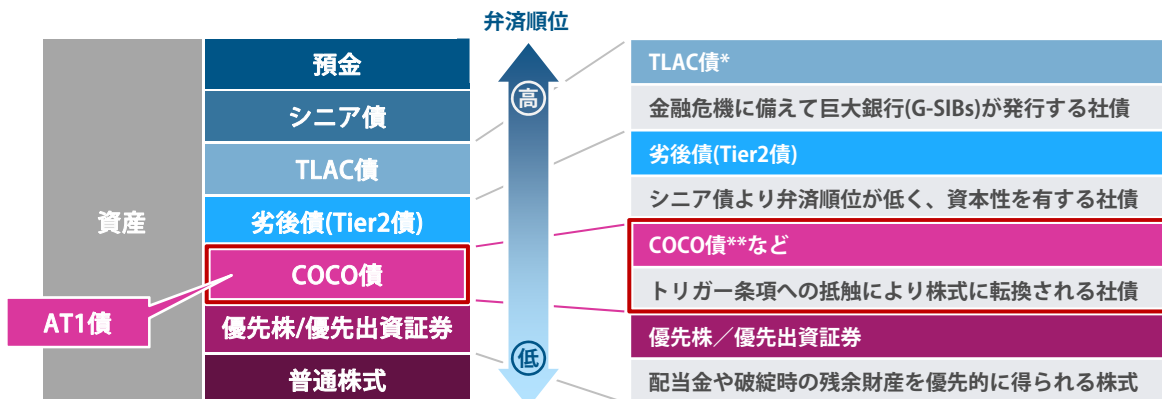 弁済順位
預金
シニア債
TLAC債
劣後債(Tier2債)
COCO債
優先株/優先出資証券
普通株式
資産
AT1債
高
低
TLAC債*
金融危機に備えて巨大銀行(G-SIBs)が発行する社債
劣後債(Tier2債)
シニア債より弁済順位が低く、資本性を有する社債
COCO債**など
トリガー条項への抵触により株式に転換される社債
優先株／優先出資証券
配当金や破綻時の残余財産を優先的に得られる株式